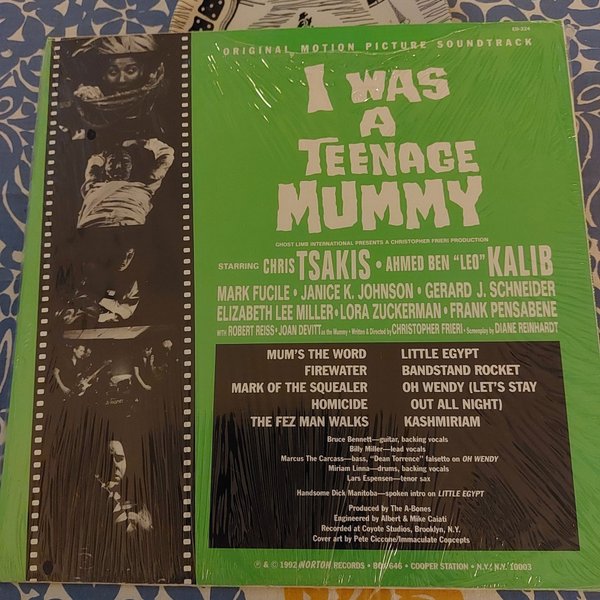 ED-224
ORIGINAL MOTION PICTURE SOUNDTRACK
I WAS
A
TEENAGE
MUMMY
GHOST LIMB INTERNATIONAL PRESENTS A CHRISTOPHER FRIERI PRODUCTION
STARRING CHRIS TSAKIS • AHMED BEN "LEO" KALIB
MARK FUCILE • JANICE K. JOHNSON • GERARD J. SCHNEIDER
ELIZABETH LEE MILLER • LORA ZUCKERMAN • FRANK PENSABENE
WITH ROBERT REISS • JOAN DEVITT as the Mummy • Written & Directed by CHRISTOPHER FRIERI • Screenplay by DIANE REINHARDT
MUM'S THE WORD
FIREWATER
MARK OF THE SQUEALER
HOMICIDE
THE FEZ MAN WALKS
LITTLE EGYPT
BANDSTAND ROCKET
OH WENDY (LET'S STAY
OUT ALL NIGHT)
KASHMIRIAM
Bruce Bennett—guitar, backing vocals
Billy Miller—lead vocals
Marcus The Carcass—bass, "Dean Torrence" falsetto on OH WENDY
Miriam Linna—drums, backing vocals
Lars Espensen—tenor sax
Handsome Dick Manitoba—spoken intro on LITTLE EGYPT
Produced by The A-Bones
Engineered by Albert & Mike Caiati
Recorded at Coyote Studios, Brooklyn, N.Y.
Cover art by Pete Ciccone/Immaculate Concepts
℗ & © 1992 NORTON RECORDS • BOX 646 • COOPER STATION • N.Y. N.Y. 10003